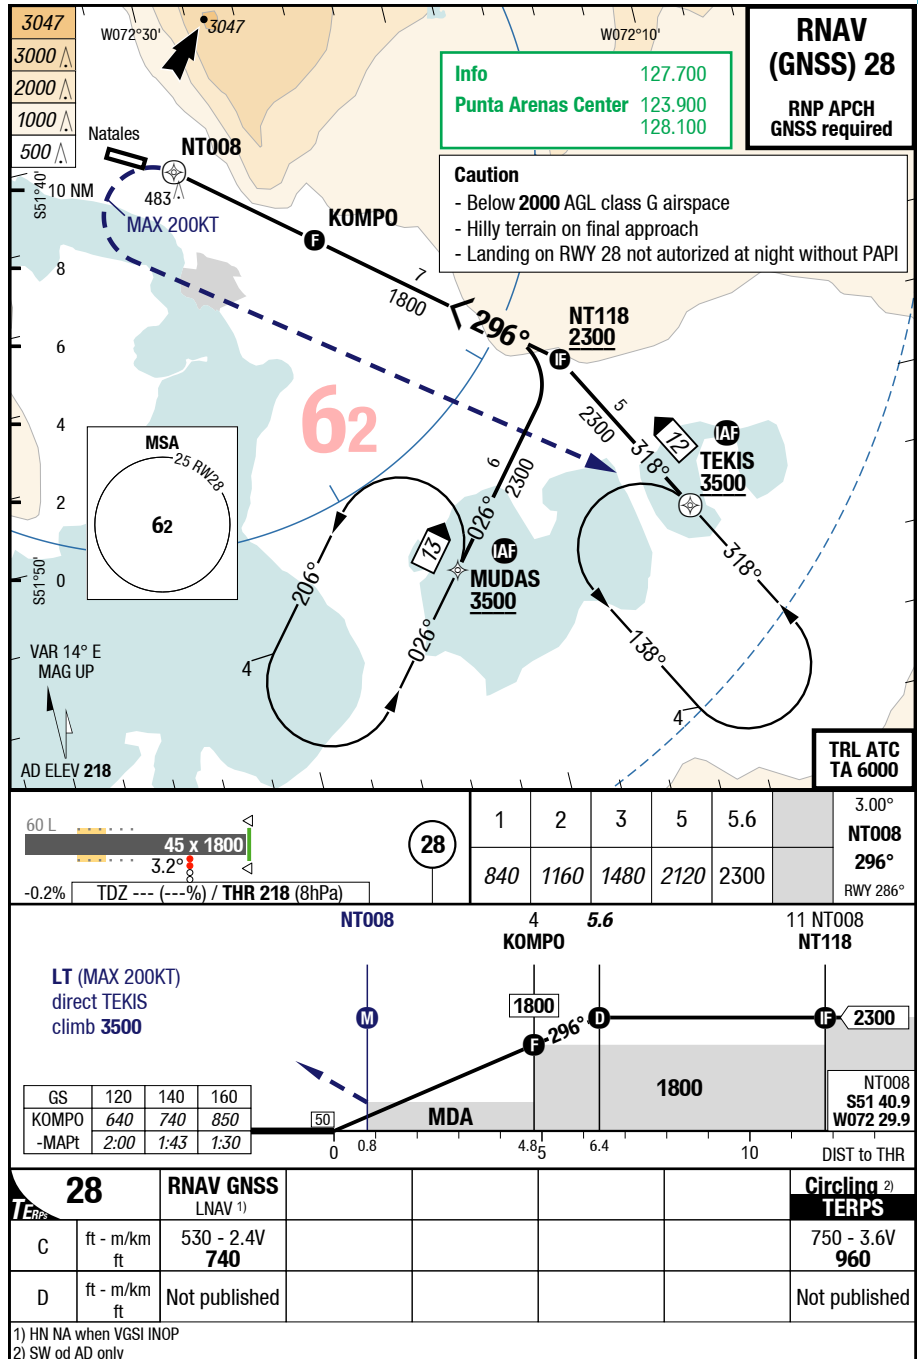 3047
3000
2000
1000
500
W072°30'
3047
W072°10'
RNAV
(GNSS) 28
RNP APCH
GNSS required
Info 127.700
Punta Arenas Center 123.900
128.100
Caution
- Below 2000 AGL class G airspace
- Hilly terrain on final approach
- Landing on RWY 28 not autorized at night without PAPI
Natales
NT008
483
MAX 200KT
S51°40'
10 NM
8
6
4
2
0
S51°50'
KOMPO
F
7
1800
296°
NT118
2300
IF
5
2300
318°
12
IAF
TEKIS
3500
318°
138°
4
62
6
2300
026°
13
IAF
MUDAS
3500
206°
026°
4
MSA
25 RW28
62
VAR 14° E
MAG UP
AD ELEV 218
TRL ATC
TA 6000
60 L
45 x 1800
3.2°
-0.2%
TDZ --- (---%) / THR 218 (8hPa)
28
1 2 3 5 5.6
840 1160 1480 2120 2300
3.00°
NT008
296°
RWY 286°
NT008
4
KOMPO
5.6
11 NT008
NT118
LT (MAX 200KT)
direct TEKIS
climb 3500
M
1800
F
296°
D
IF
2300
1800
MDA
50
NT008
S51 40.9
W072 29.9
GS 120 140 160
KOMPO 640 740 850
-MAPt 2:00 1:43 1:30
0 0.8 4.8 5 6.4 10 DIST to THR
TERPS
28
RNAV GNSS
LNAV 1)
Circling 2)
TERPS
C
ft - m/km
ft
530 - 2.4V
740
750 - 3.6V
960
D
ft - m/km
ft
Not published
Not published
1) HN NA when VGSI INOP
2) SW od AD only